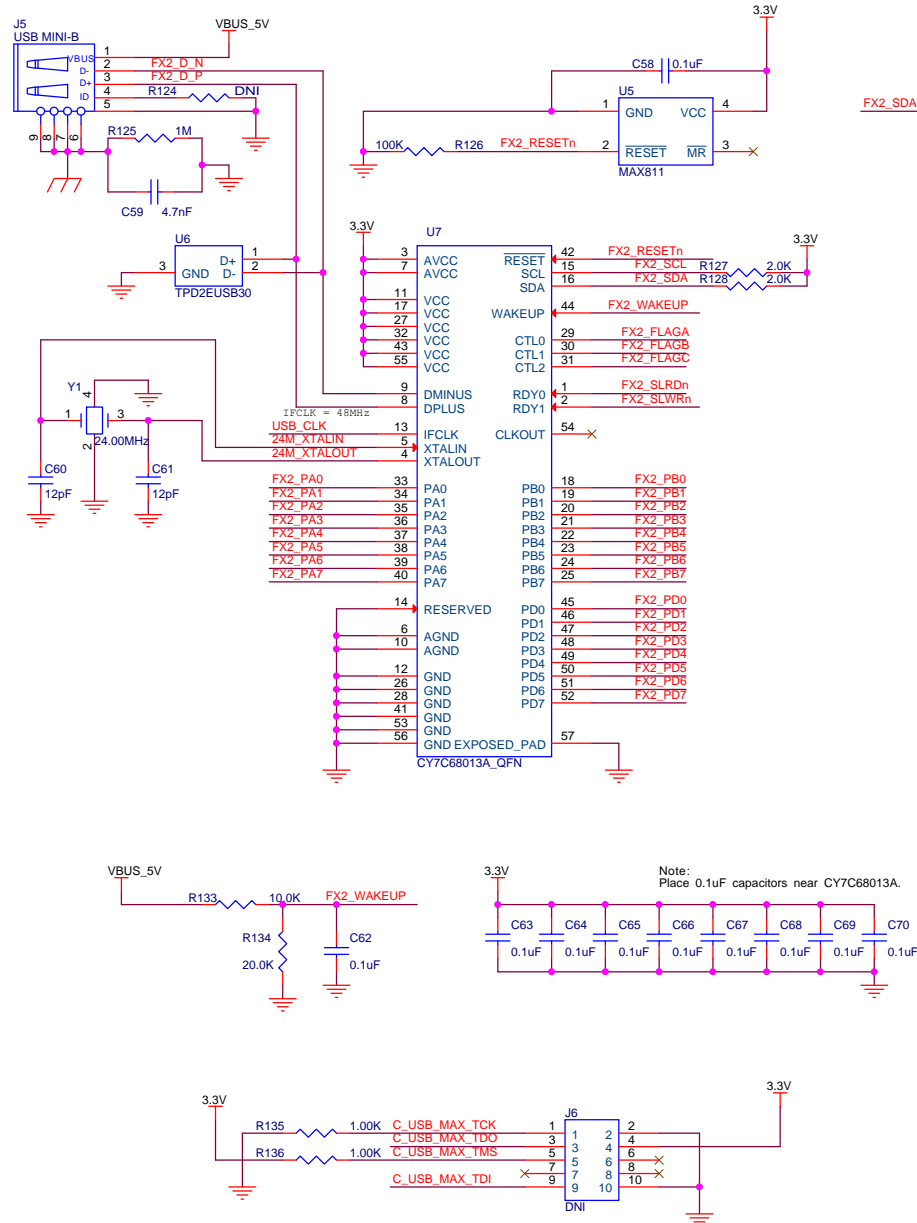 J5
USB MINI-B
VBUS_5V
VBUS 1
D- 2 FX2_D_N
D+ 3 FX2_D_P
ID 4 R124 DNI
5
9 8 7 6
R125 1M
C59 4.7nF
3.3V
C58 0.1uF
U5
1 GND VCC 4
100K R126 FX2_RESETn 2 RESET MR 3
MAX811
FX2_SDA
U6
D+ 1
3 GND D- 2
TPD2EUSB30
3.3V
U7
3.3V
3 AVCC RESET 42 FX2_RESETn
7 AVCC SCL 15 FX2_SCL R127 2.0K
SDA 16 FX2_SDA R128 2.0K
11 VCC
17 VCC WAKEUP 44 FX2_WAKEUP
27 VCC
32 VCC CTL0 29 FX2_FLAGA
43 VCC CTL1 30 FX2_FLAGB
55 VCC CTL2 31 FX2_FLAGC
9 DMINUS RDY0 1 FX2_SLRDn
8 DPLUS RDY1 2 FX2_SLWRn
IFCLK = 48MHz
USB_CLK 13 IFCLK CLKOUT 54
24M_XTALIN 5 XTALIN
24M_XTALOUT 4 XTALOUT
Y1
4
1 3
2 24.00MHz
C60 C61
12pF 12pF
FX2_PA0 33 PA0 PB0 18 FX2_PB0
FX2_PA1 34 PA1 PB1 19 FX2_PB1
FX2_PA2 35 PA2 PB2 20 FX2_PB2
FX2_PA3 36 PA3 PB3 21 FX2_PB3
FX2_PA4 37 PA4 PB4 22 FX2_PB4
FX2_PA5 38 PA5 PB5 23 FX2_PB5
FX2_PA6 39 PA6 PB6 24 FX2_PB6
FX2_PA7 40 PA7 PB7 25 FX2_PB7
14 RESERVED PD0 45 FX2_PD0
PD1 46 FX2_PD1
6 AGND PD2 47 FX2_PD2
10 AGND PD3 48 FX2_PD3
PD4 49 FX2_PD4
12 GND PD5 50 FX2_PD5
26 GND PD6 51 FX2_PD6
28 GND PD7 52 FX2_PD7
41 GND
53 GND
56 GND EXPOSED_PAD 57
CY7C68013A_QFN
VBUS_5V
R133 10.0K FX2_WAKEUP
R134 C62
20.0K 0.1uF
3.3V
Note:
Place 0.1uF capacitors near CY7C68013A.
C63 C64 C65 C66 C67 C68 C69 C70
0.1uF 0.1uF 0.1uF 0.1uF 0.1uF 0.1uF 0.1uF 0.1uF
3.3V 3.3V
J6
R135 1.00K C_USB_MAX_TCK 1 1 2 2
C_USB_MAX_TDO 3 3 4 4
R136 1.00K C_USB_MAX_TMS 5 5 6 6
7 7 8 8
C_USB_MAX_TDI 9 9 10 10
DNI